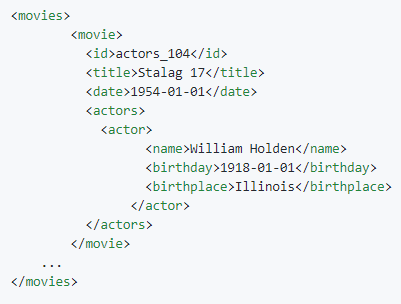 <movies>
<movie>
<id>actors_104</id>
<title>Stalag 17</title>
<date>1954-01-01</date>
<actors>
<actor>
<name>William Holden</name>
<birthday>1918-01-01</birthday>
<birthplace>Illinois</birthplace>
</actor>
</actors>
</movie>
...
</movies>